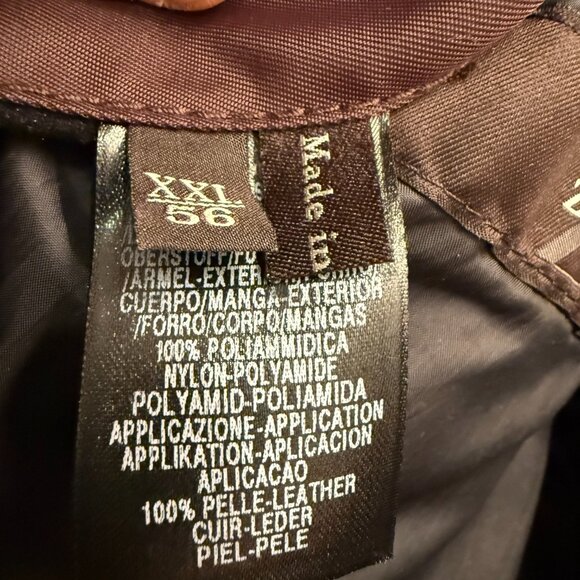 XXL
56
Made in
OBERSTOFF/FU
/ARMEL-EXTER
CUERPO/MANGA-EXTERIOR
/FORRO/CORPO/MANGAS
100% POLIAMMIDICA
NYLON-POLYAMIDE
POLYAMID-POLIAMIDA
APPLICAZIONE-APPLICATION
APPLIKATION-APLICACION
APLICACAO
100% PELLE-LEATHER
CUIR-LEDER
PIEL-PELE